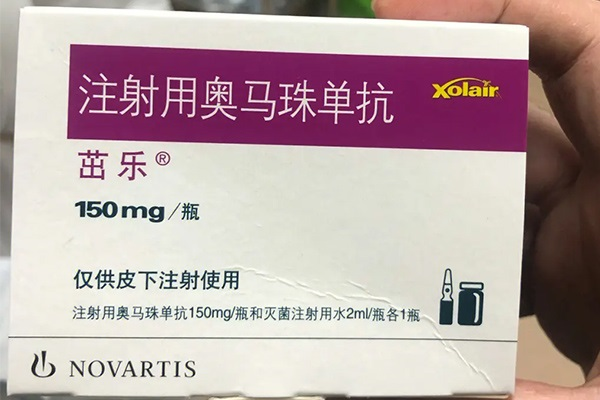 注射用奥马珠单抗
Xolair
茁乐®
150mg/瓶
仅供皮下注射使用
注射用奥马珠单抗150mg/瓶和灭菌注射用水2ml/瓶各1瓶
NOVARTIS